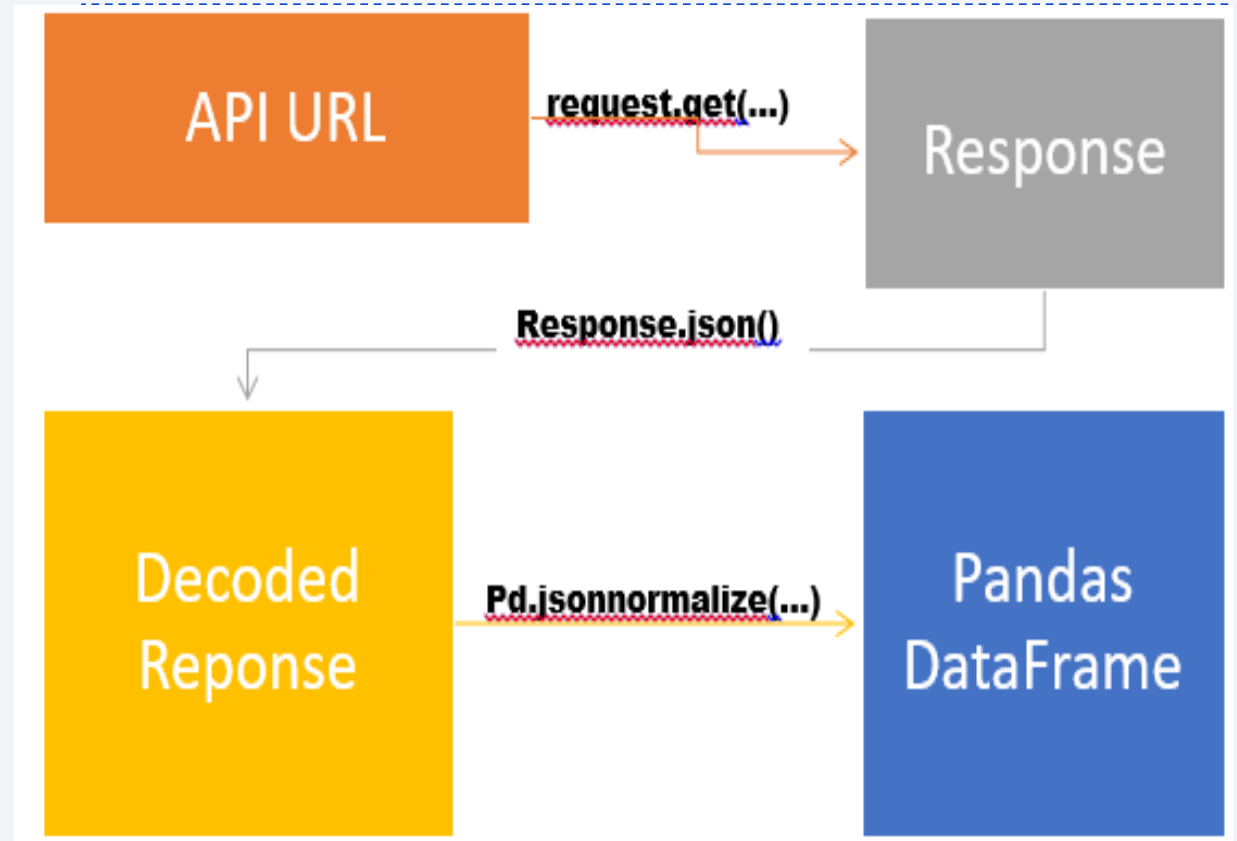 API URL
request.get(...)
Response
Response.json()
Decoded
Reponse
Pd.jsonnormalize(...)
Pandas
DataFrame